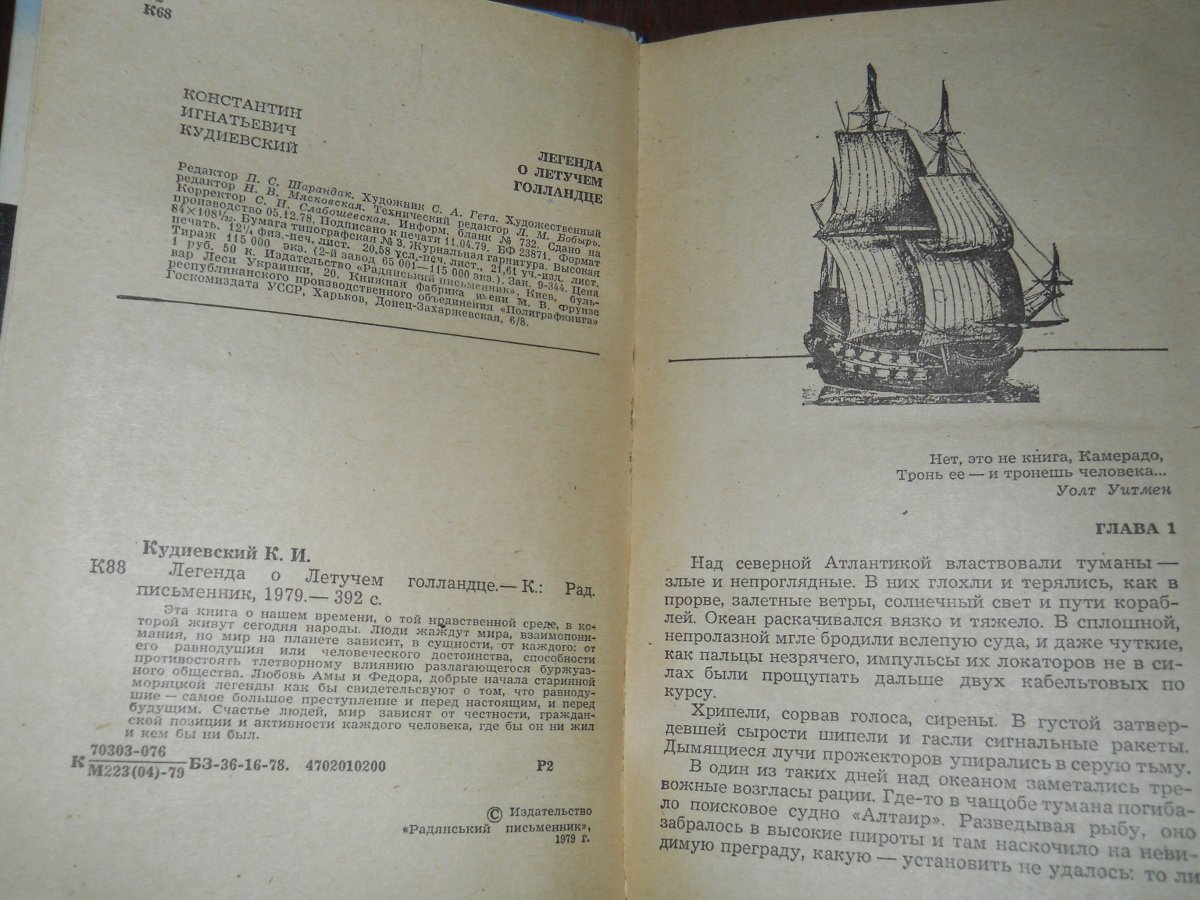 К68
КОНСТАНТИН
ИГНАТЬЕВИЧ
КУДИЕВСКИЙ
ЛЕГЕНДА
О ЛЕТУЧЕМ
ГОЛЛАНДЦЕ
Редактор П. С. Шарандак. Художник С. А. Гета. Художественный
редактор Н. В. Мясковская. Технический редактор Л. М. Бобырь.
Корректор С. И. Слабошевская. Информ. бланк № 732. Сдано на
производство 05.12.78. Подписано к печати 11.04.79. БФ 23871. Формат
84×108 1/32. Бумага типографская № 3. Журнальная гарнитура. Высокая
печать. 12 1/4 физ.-печ. лист. 20,58 усл.-печ. лист., 21,61 уч.-изд. лист.
Тираж 115 000 экз. (2-й завод 65 001—115 000 экз.). Зак. 9-344. Цена
1 руб. 50 к. Издательство «Радянський письменник», Киев, буль-
вар Леси Украинки, 20. Книжная фабрика имени М. В. Фрунзе
республиканского производственного объединения «Полиграфкнига»
Госкомиздата УССР, Харьков, Донец-Захаржевская, 6/8.
Кудиевский К. И.
К88 Легенда о Летучем голландце.— К.: Рад.
письменник, 1979.— 392 с.
Эта книга о нашем времени, о той нравственной среде, в ко-
торой живут сегодня народы. Люди жаждут мира, взаимопони-
мания, но мир на планете зависит, в сущности, от каждого: от
его равнодушия или человеческого достоинства, способности
противостоять тлетворному влиянию разлагающегося буржуаз-
ного общества. Любовь Амы и Федора, добрые начала старинной
моряцкой легенды как бы свидетельсвуют о том, что равноду-
шие — самое большое преступление и перед настоящим, и перед
будущим. Счастье людей, мир зависят от честности, граждан-
ской позиции и активности каждого человека, где бы он ни жил
и кем бы ни был.
К 70303-076
М223(04)-79 БЗ-36-16-78. 4702010200 Р2
© Издательство
«Радянський письменник»,
1979 г.
Нет, это не книга, Камерадо,
Тронь ее — и тронешь человека...
Уолт Уитмен
ГЛАВА 1
Над северной Атлантикой властвовали туманы —
злые и непроглядные. В них глохли и терялись, как в
прорве, залетные ветры, солнечный свет и пути кораб-
лей. Океан раскачивался вязко и тяжело. В сплошной,
непролазной мгле бродили вслепую суда, и даже чуткие,
как пальцы незрячего, импульсы их локаторов не в си-
лах были прощупать дальше двух кабельтовых по
курсу.
Хрипели, сорвав голоса, сирены. В густой затвер-
девшей сырости шипели и гасли сигнальные ракеты.
Дымящиеся лучи прожекторов упирались в серую тьму.
В один из таких дней над океаном заметались тре-
вожные возгласы рации. Где-то в чащобе тумана погиба-
ло поисковое судно «Алтаир». Разведывая рыбу, оно
забралось в высокие широты и там наскочило на неви-
димую преграду, какую — установить не удалось: то ли